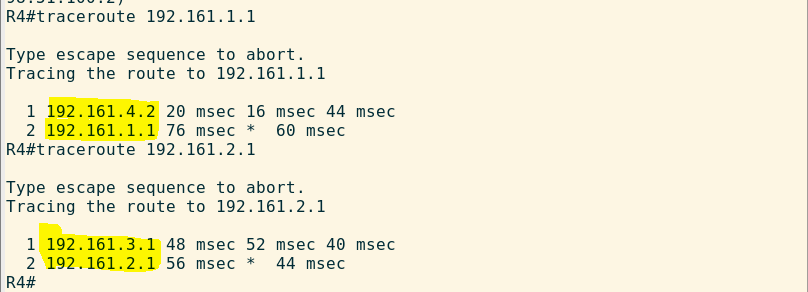 R4#traceroute 192.161.1.1
Type escape sequence to abort.
Tracing the route to 192.161.1.1
1 192.161.4.2 20 msec 16 msec 44 msec
2 192.161.1.1 76 msec * 60 msec
R4#traceroute 192.161.2.1
Type escape sequence to abort.
Tracing the route to 192.161.2.1
1 192.161.3.1 48 msec 52 msec 40 msec
2 192.161.2.1 56 msec * 44 msec
R4#